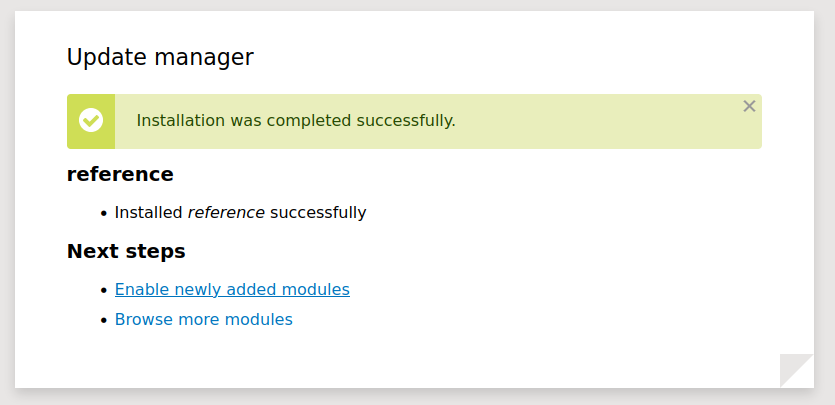 Update manager
Installation was completed successfully.
reference
Installed reference successfully
Next steps
Enable newly added modules
Browse more modules